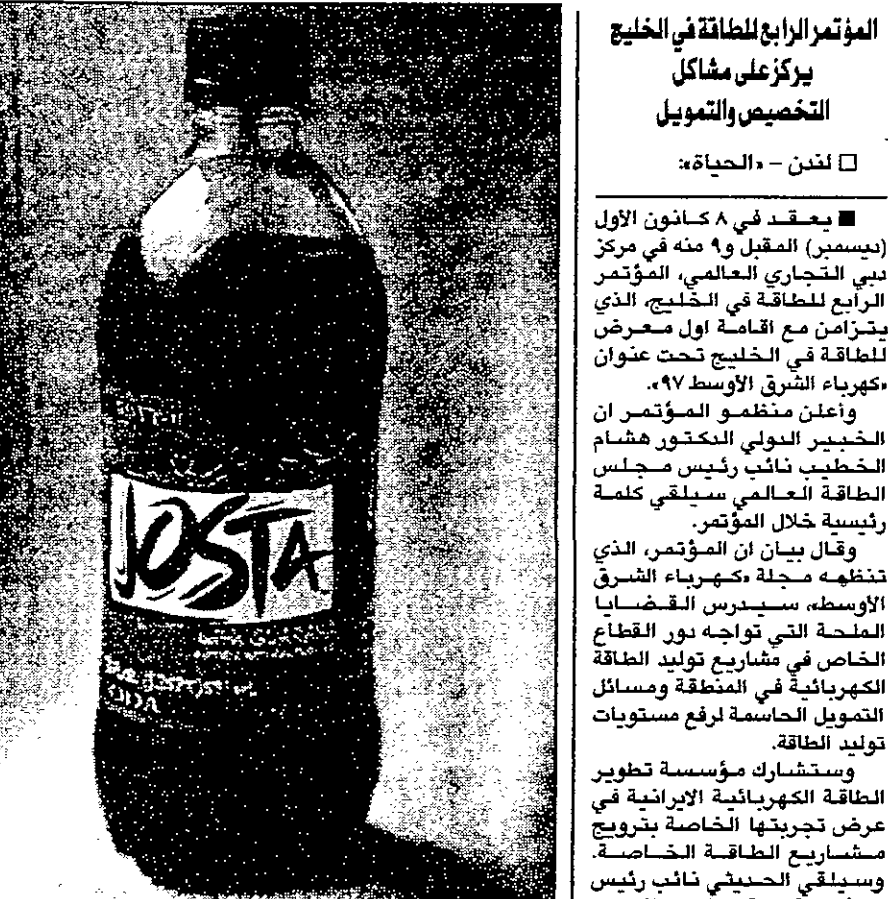 المؤتمر الرابع للطاقة في الخليج
يركز على مشاكل
التخصيص والتمويل
□ لندن – «الحياة»:
■ يعقد في ٨ كانون الأول
(ديسمبر) المقبل و٩ منه في مركز
دبي التجاري العالمي، المؤتمر
الرابع للطاقة في الخليج، الذي
يتزامن مع اقامة اول معرض
للطاقة في الخليج تحت عنوان
«كهرباء الشرق الأوسط ٩٧».
وأعلن منظمو المؤتمر ان
الخبير الدولي الدكتور هشام
الخطيب نائب رئيس مجلس
الطاقة العالمي سيلقي كلمة
رئيسية خلال المؤتمر.
وقال بيان ان المؤتمر، الذي
تنظمه مجلة «كهرباء الشرق
الأوسط»، سيدرس القضايا
الملحة التي تواجه دور القطاع
الخاص في مشاريع توليد الطاقة
الكهربائية في المنطقة ومسائل
التمويل الحاسمة لرفع مستويات
توليد الطاقة.
وستشارك مؤسسة تطوير
الطاقة الكهربائية الايرانية في
عرض تجربتها الخاصة بترويج
مشاريع الطاقة الخاصة.
وسيلقي الحديثي نائب رئيس
JOSTA